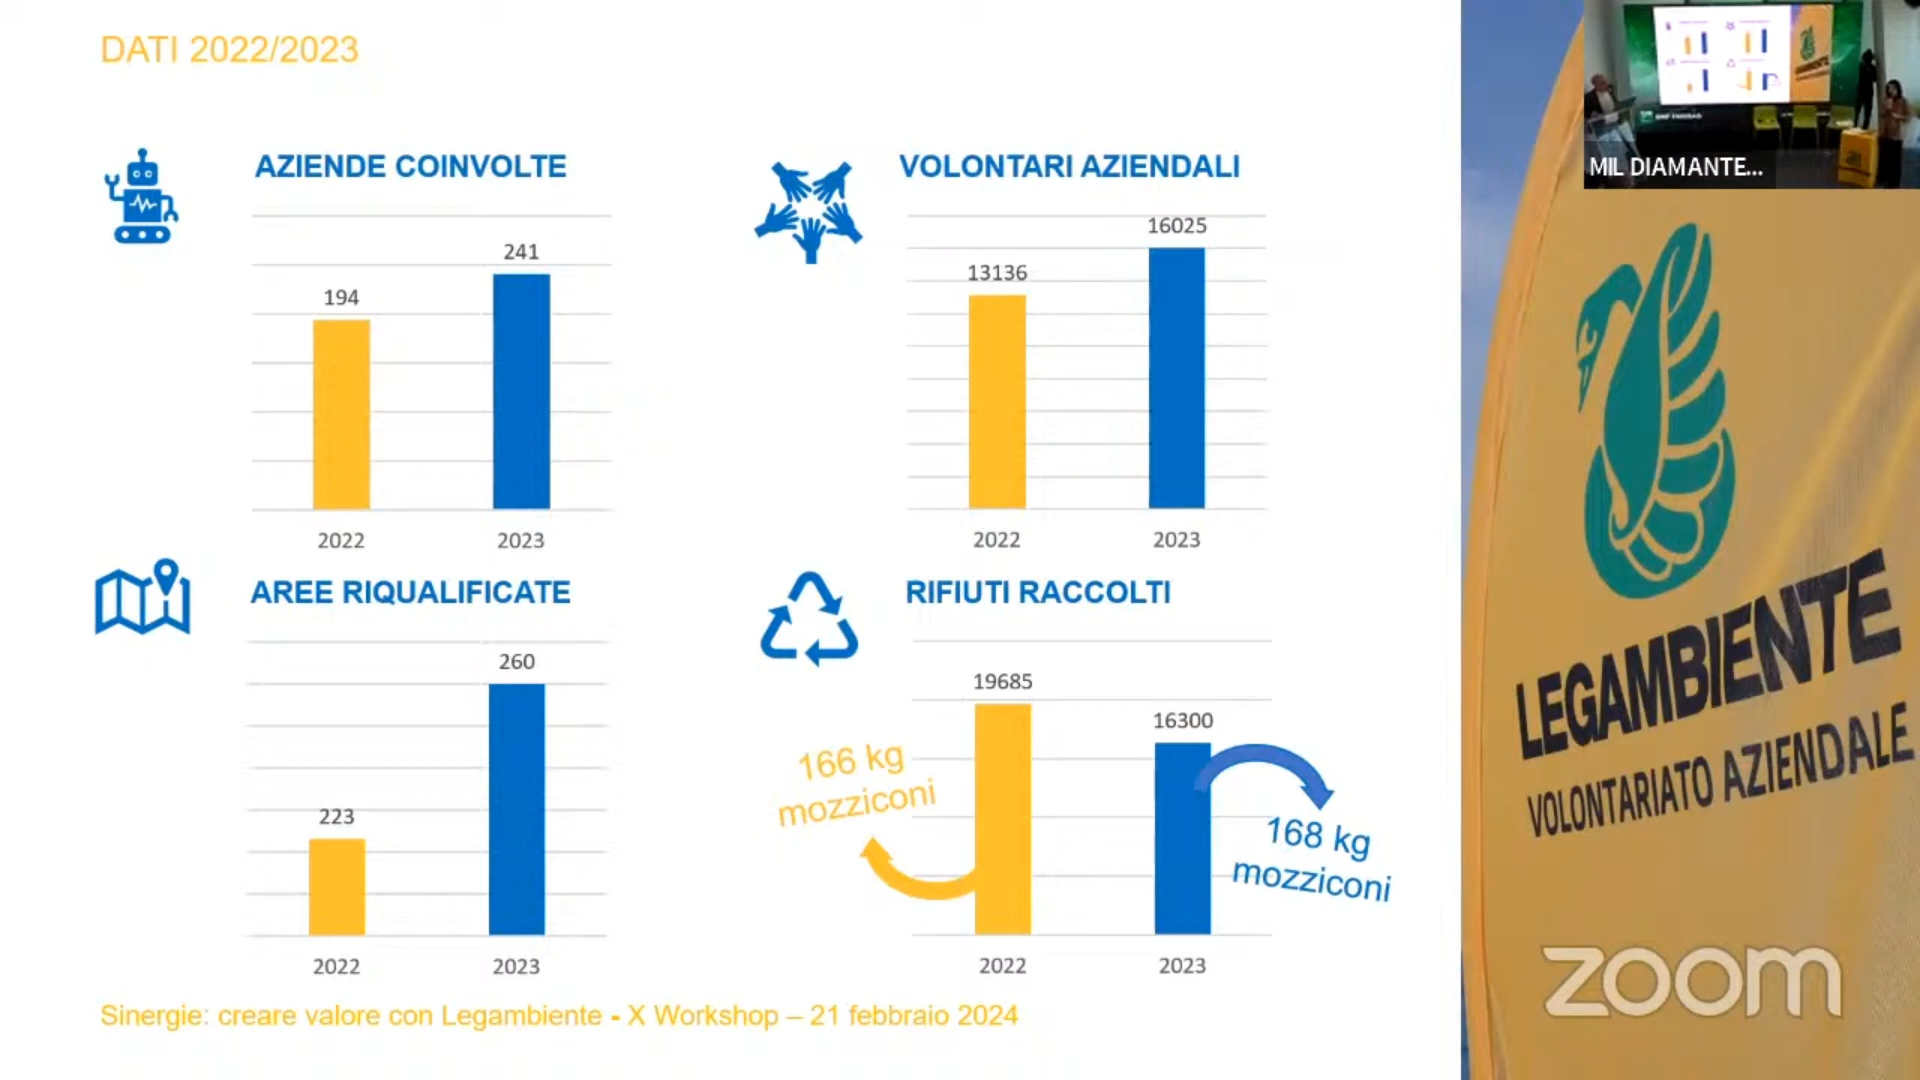 DATI 2022/2023
AZIENDE COINVOLTE
241
194
2022
2023
VOLONTARI AZIENDALI
16025
13136
2022
2023
AREE RIQUALIFICATE
260
223
2022
2023
RIFIUTI RACCOLTI
19685
16300
166 kg
mozziconi
168 kg
mozziconi
2022
2023
Sinergie: creare valore con Legambiente - X Workshop – 21 febbraio 2024
MIL DIAMANTE...
LEGAMBIENTE
VOLONTARIATO AZIENDALE
zoom